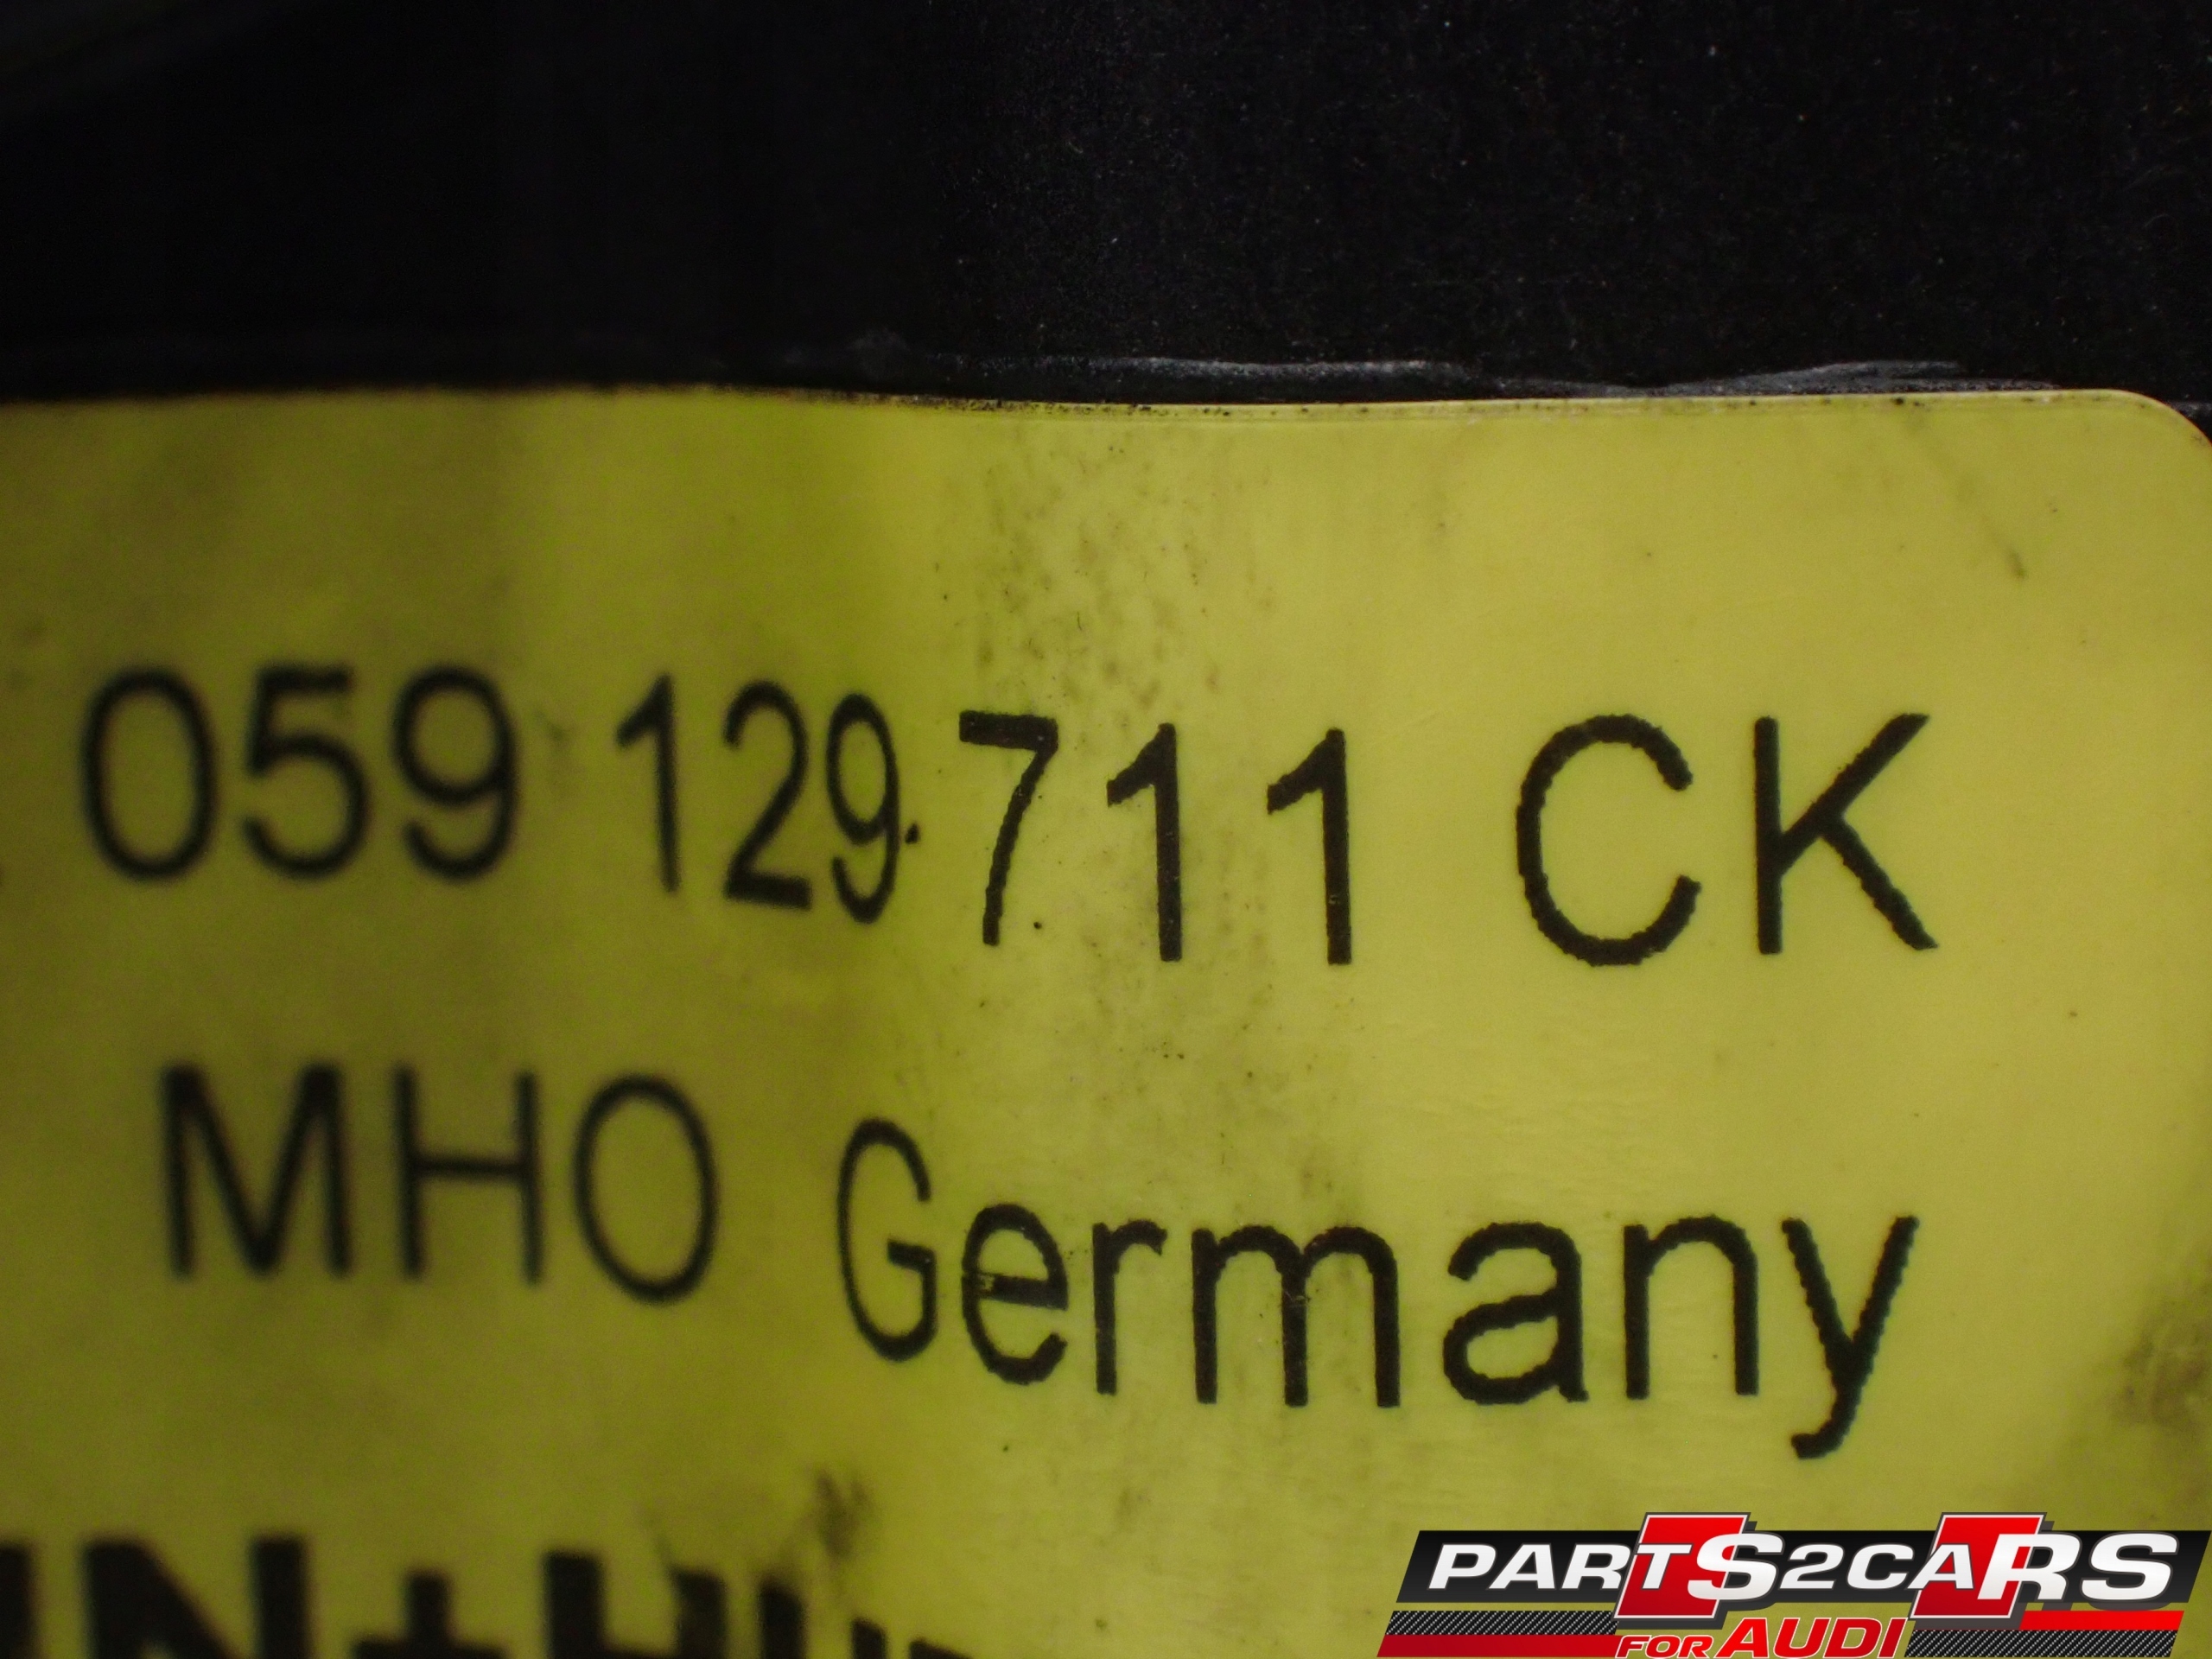 059 129 711 CK
MHO Germany
PARTS2CARS
FOR AUDI